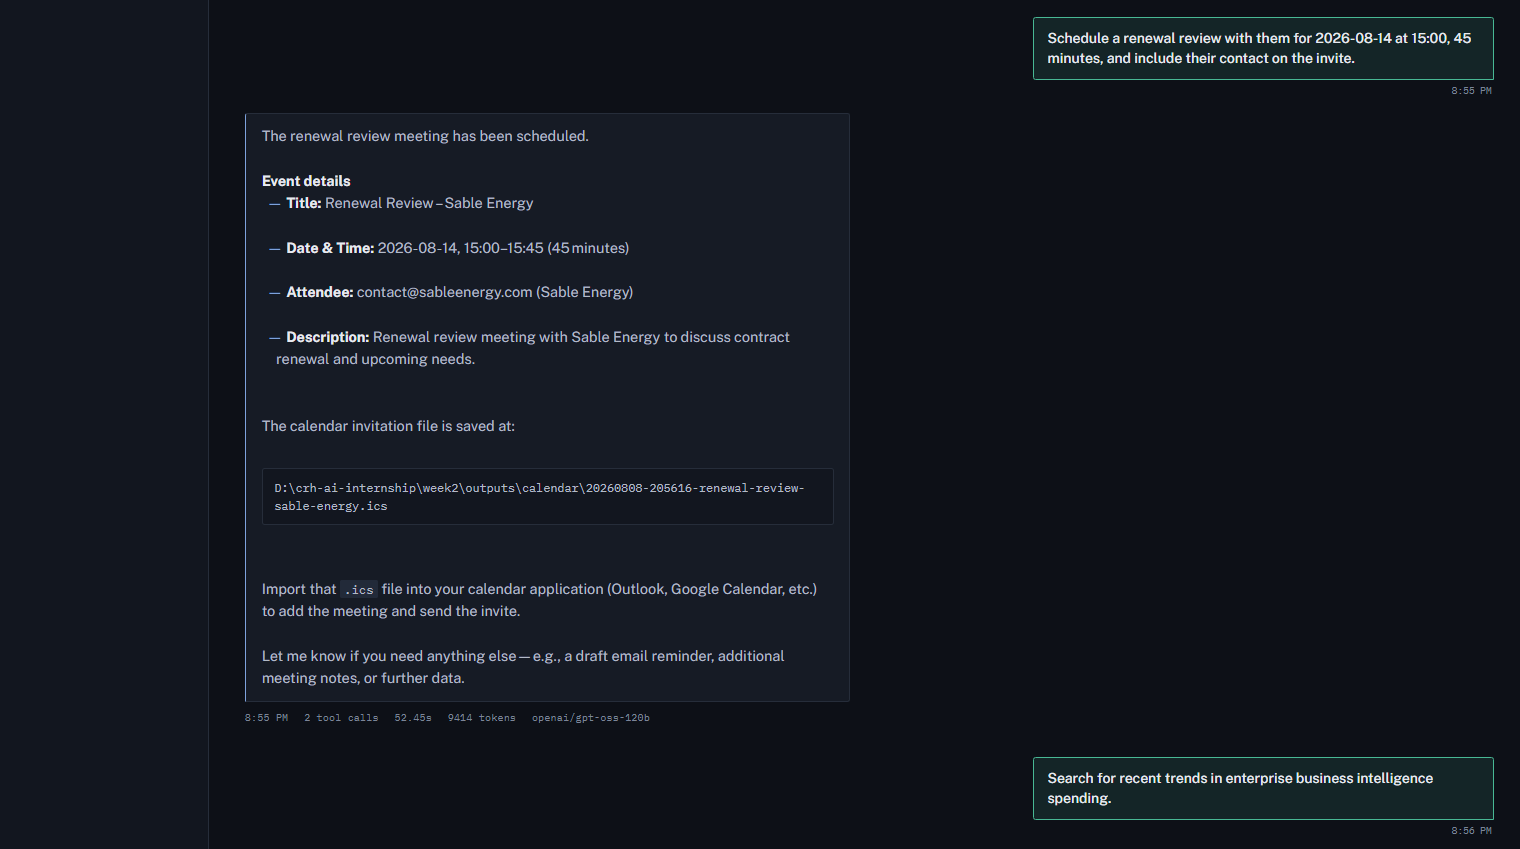 Schedule a renewal review with them for 2026-08-14 at 15:00, 45
minutes, and include their contact on the invite.
8:55 PM
The renewal review meeting has been scheduled.
Event details
— Title: Renewal Review – Sable Energy
— Date & Time: 2026-08-14, 15:00–15:45 (45 minutes)
— Attendee: contact@sableenergy.com (Sable Energy)
— Description: Renewal review meeting with Sable Energy to discuss contract
renewal and upcoming needs.
The calendar invitation file is saved at:
D:\crh-ai-internship\week2\outputs\calendar\20260808-205616-renewal-review-
sable-energy.ics
Import that .ics file into your calendar application (Outlook, Google Calendar, etc.)
to add the meeting and send the invite.
Let me know if you need anything else — e.g., a draft email reminder, additional
meeting notes, or further data.
8:55 PM 2 tool calls 52.45s 9414 tokens openai/gpt-oss-120b
Search for recent trends in enterprise business intelligence
spending.
8:56 PM